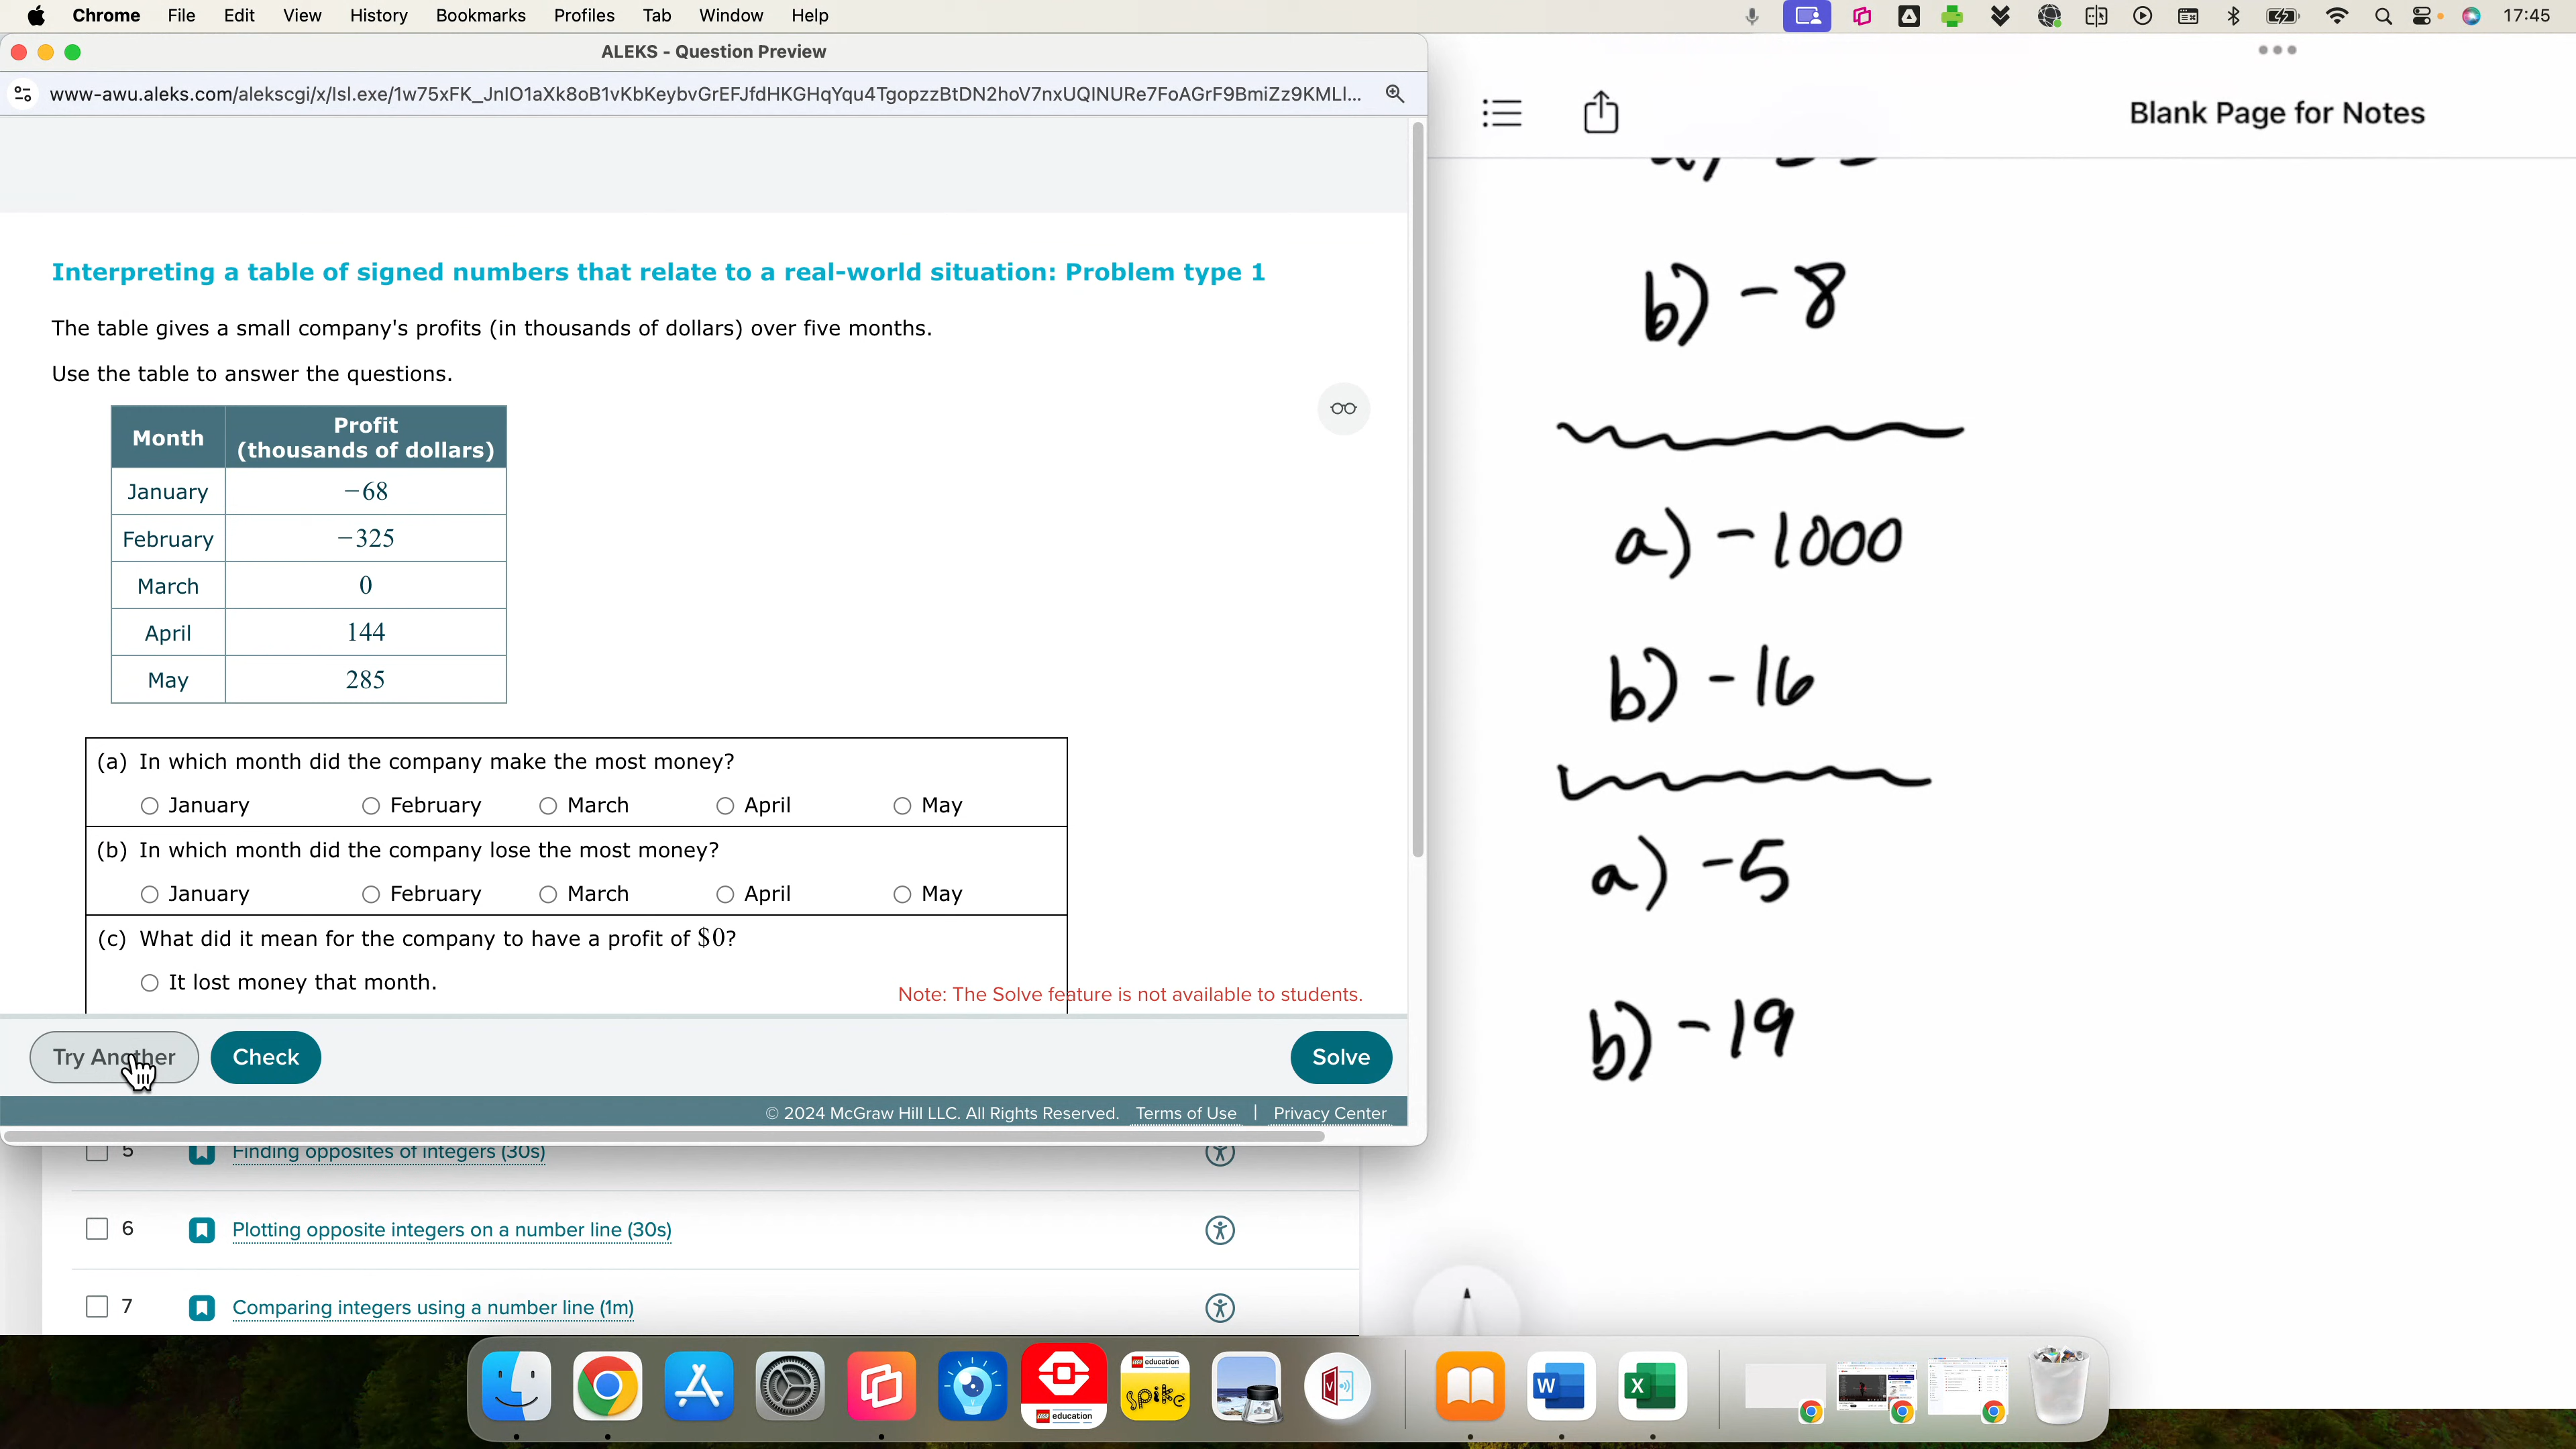 Chrome File Edit View History Bookmarks Profiles Tab Window Help 17:45
ALEKS - Question Preview
Blank Page for Notes
Interpreting a table of signed numbers that relate to a real-world situation: Problem type 1
The table gives a small company's profits (in thousands of dollars) over five months.
Use the table to answer the questions.
Month Profit (thousands of dollars)
January −68
February −325
March 0
April 144
May 285
(a) In which month did the company make the most money?
January February March April May
(b) In which month did the company lose the most money?
January February March April May
(c) What did it mean for the company to have a profit of $0?
It lost money that month.
Note: The Solve feature is not available to students.
Try Another Check Solve
© 2024 McGraw Hill LLC. All Rights Reserved. Terms of Use | Privacy Center
5 Finding opposites of integers (30s)
6 Plotting opposite integers on a number line (30s)
7 Comparing integers using a number line (1m)
b) -8
a) -1000
b) -16
a) -5
b) -19
education
education
spike
W
X